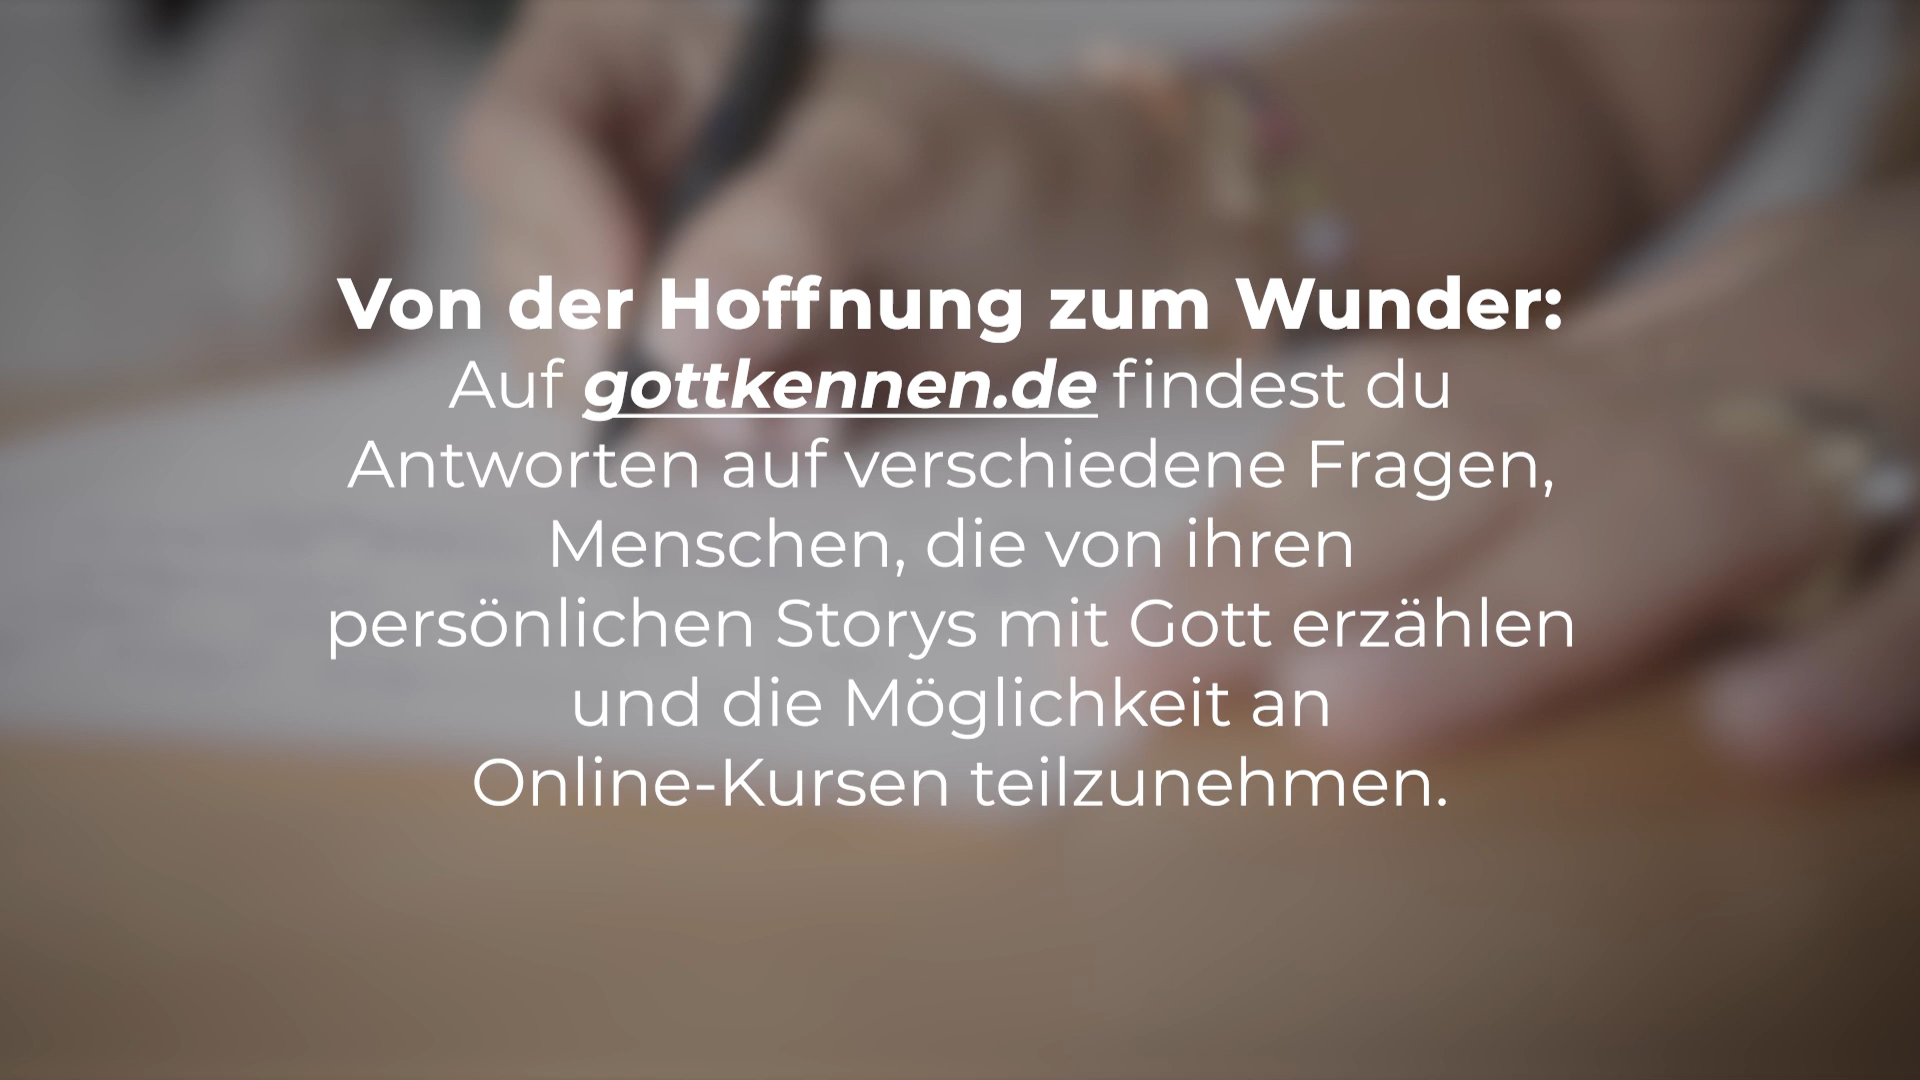 Von der Hoffnung zum Wunder:
Auf gottkennen.de findest du
Antworten auf verschiedene Fragen,
Menschen, die von ihren
persönlichen Storys mit Gott erzählen
und die Möglichkeit an
Online-Kursen teilzunehmen.